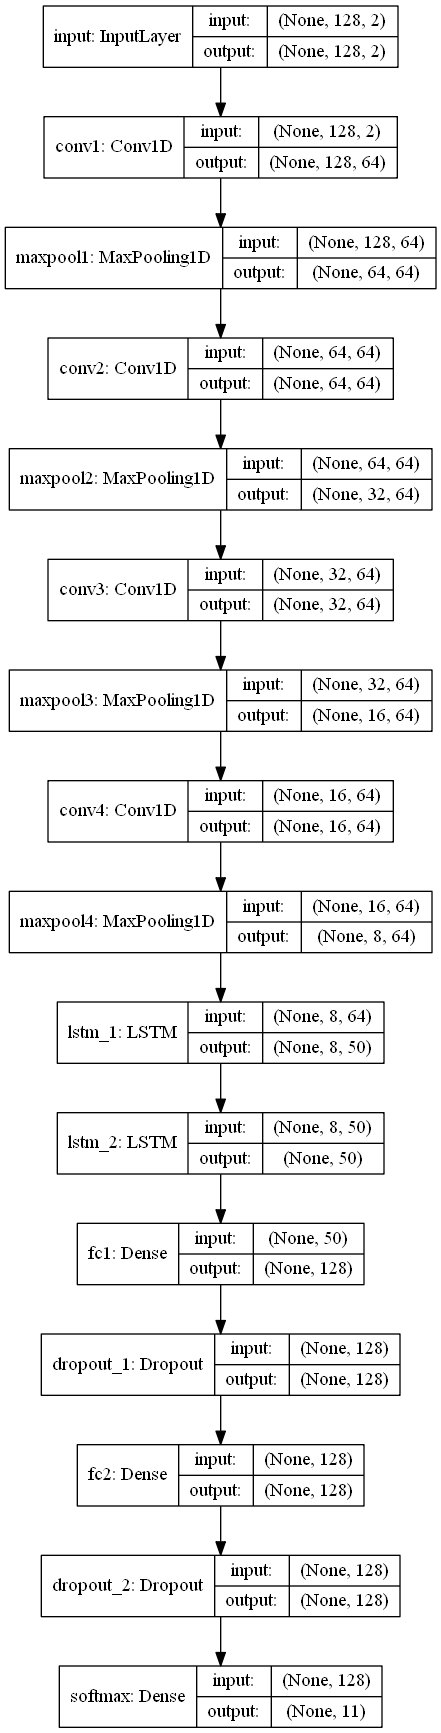 input: InputLayer
input: (None, 128, 2)
output: (None, 128, 2)
conv1: Conv1D
input: (None, 128, 2)
output: (None, 128, 64)
maxpool1: MaxPooling1D
input: (None, 128, 64)
output: (None, 64, 64)
conv2: Conv1D
input: (None, 64, 64)
output: (None, 64, 64)
maxpool2: MaxPooling1D
input: (None, 64, 64)
output: (None, 32, 64)
conv3: Conv1D
input: (None, 32, 64)
output: (None, 32, 64)
maxpool3: MaxPooling1D
input: (None, 32, 64)
output: (None, 16, 64)
conv4: Conv1D
input: (None, 16, 64)
output: (None, 16, 64)
maxpool4: MaxPooling1D
input: (None, 16, 64)
output: (None, 8, 64)
lstm_1: LSTM
input: (None, 8, 64)
output: (None, 8, 50)
lstm_2: LSTM
input: (None, 8, 50)
output: (None, 50)
fc1: Dense
input: (None, 50)
output: (None, 128)
dropout_1: Dropout
input: (None, 128)
output: (None, 128)
fc2: Dense
input: (None, 128)
output: (None, 128)
dropout_2: Dropout
input: (None, 128)
output: (None, 128)
softmax: Dense
input: (None, 128)
output: (None, 11)